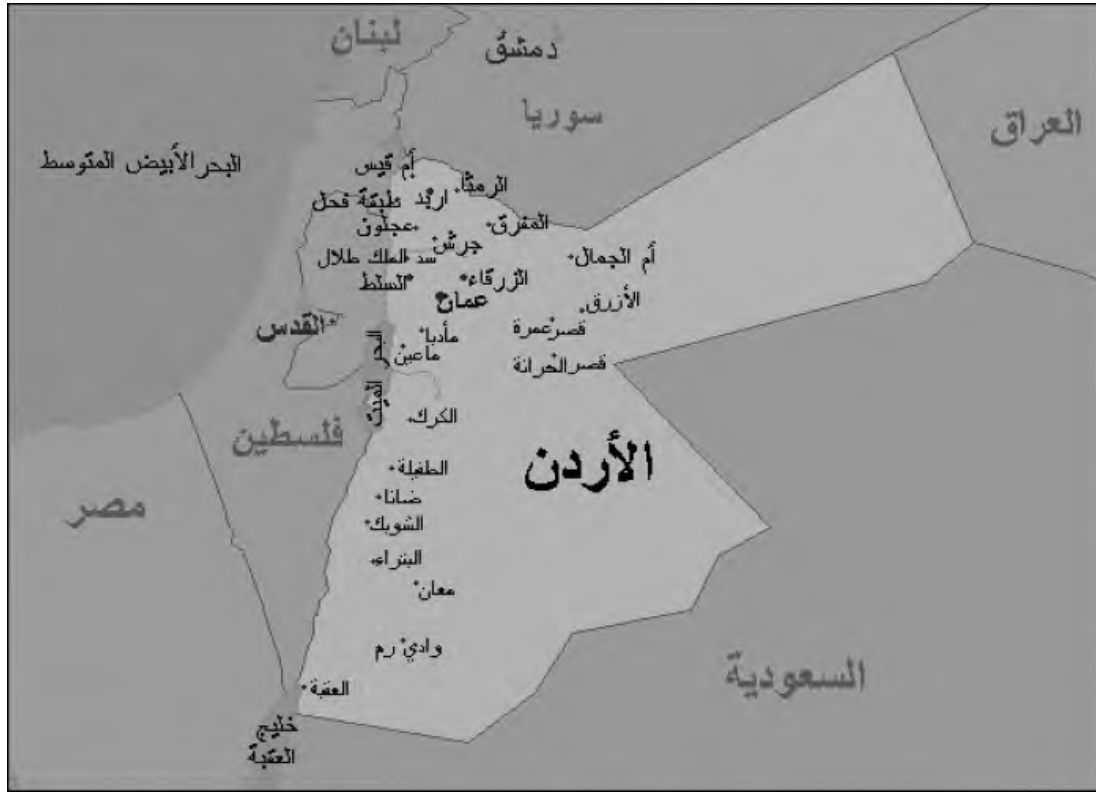 لبنان
دمشق
سوريا
العراق
البحر الأبيض المتوسط
أم قيس
الرمثا
اربد
طبقة فحل
المفرق
عجلون
جرش
أم الجمال
سد الملك طلال
الزرقاء
السلط
عمان
الأزرق
القدس
قصر عمرة
مأدبا
ماعين
البحر الميت
قصر الحرانة
الكرك
فلسطين
الأردن
الطفيلة
ضانا
مصر
الشوبك
البتراء
معان
وادي رم
السعودية
العقبة
خليج
العقبة